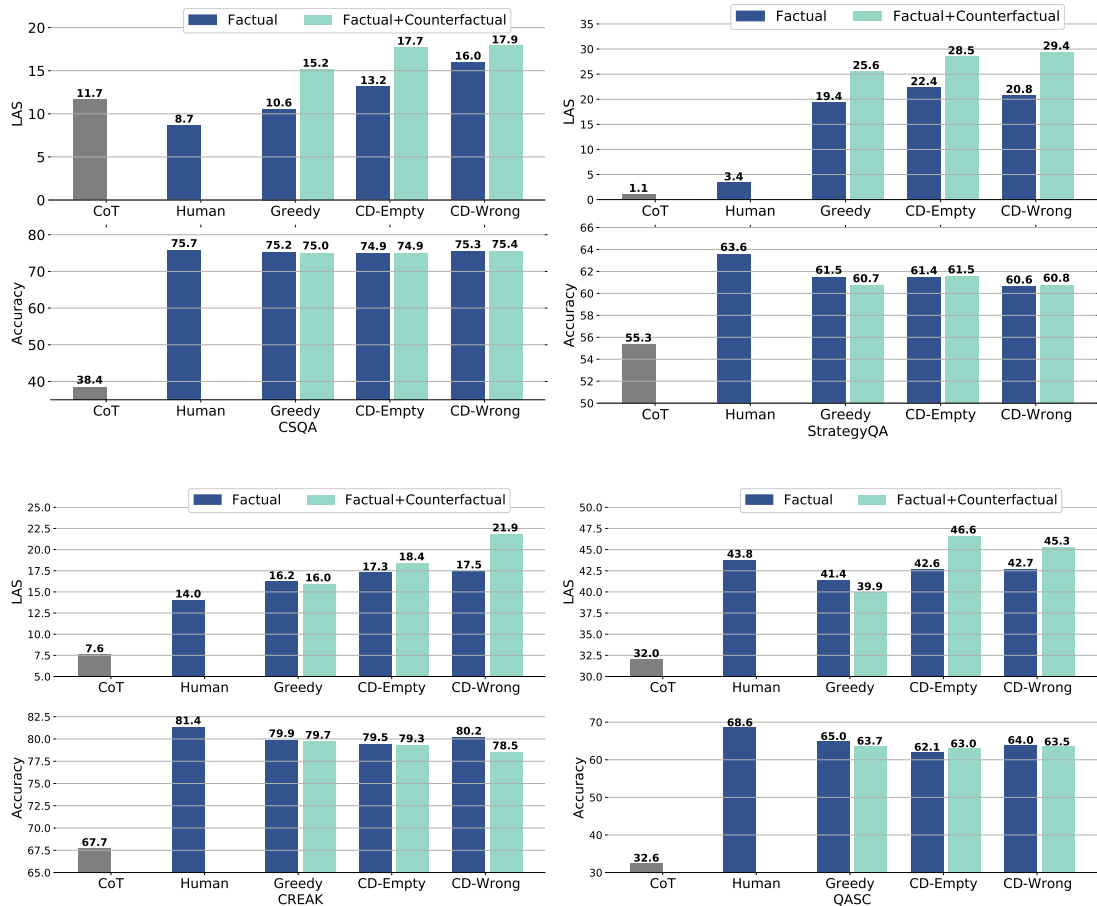 Factual Factual+Counterfactual
20
15
10
5
0
LAS
11.7 8.7 10.6 15.2 13.2 17.7 16.0 17.9
CoT Human Greedy CD-Empty CD-Wrong
80
70
60
50
40
Accuracy
38.4 75.7 75.2 75.0 74.9 74.9 75.3 75.4
CoT Human Greedy CD-Empty CD-Wrong
CSQA
Factual Factual+Counterfactual
35
30
25
20
15
10
5
0
LAS
1.1 3.4 19.4 25.6 22.4 28.5 20.8 29.4
CoT Human Greedy CD-Empty CD-Wrong
66
64
62
60
58
56
54
52
50
Accuracy
55.3 63.6 61.5 60.7 61.4 61.5 60.6 60.8
CoT Human Greedy CD-Empty CD-Wrong
StrategyQA
Factual Factual+Counterfactual
25.0
22.5
20.0
17.5
15.0
12.5
10.0
7.5
5.0
LAS
7.6 14.0 16.2 16.0 17.3 18.4 17.5 21.9
CoT Human Greedy CD-Empty CD-Wrong
82.5
80.0
77.5
75.0
72.5
70.0
67.5
65.0
Accuracy
67.7 81.4 79.9 79.7 79.5 79.3 80.2 78.5
CoT Human Greedy CD-Empty CD-Wrong
CREAK
Factual Factual+Counterfactual
50.0
47.5
45.0
42.5
40.0
37.5
35.0
32.5
30.0
LAS
32.0 43.8 41.4 39.9 42.6 46.6 42.7 45.3
CoT Human Greedy CD-Empty CD-Wrong
70
60
50
40
30
Accuracy
32.6 68.6 65.0 63.7 62.1 63.0 64.0 63.5
CoT Human Greedy CD-Empty CD-Wrong
QASC